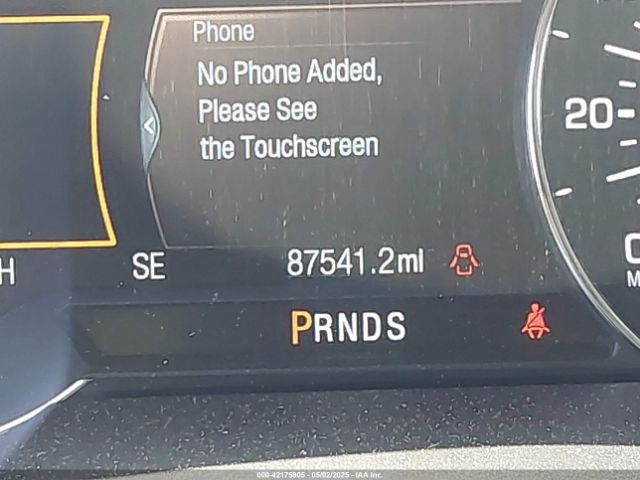 Phone
No Phone Added,
Please See
the Touchscreen
20
H
SE
87541.2ml
PRNDS
000-42175805 - 05/02/2025 - IAA Inc.